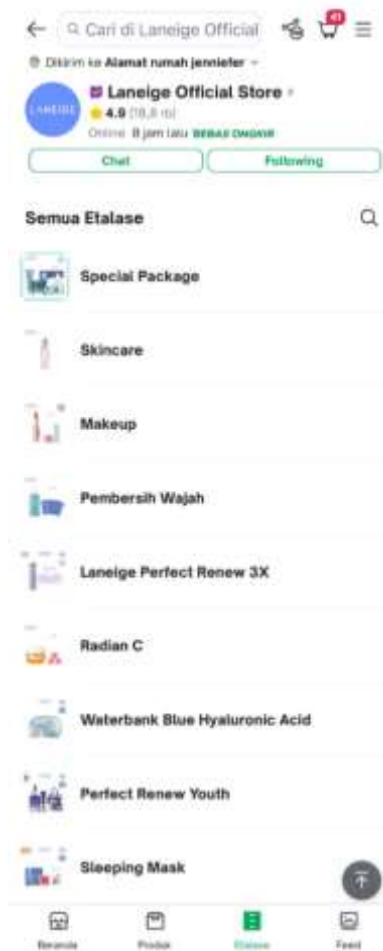 Cari di Laneige Official
41
Dikirim ke Alamat rumah jenniefer
Laneige Official Store
4.9
Online 8 jam lalu BEBAS ONGKIR
LANEIGE
Chat
Following
Semua Etalase
Special Package
Skincare
Makeup
Pembersih Wajah
Laneige Perfect Renew 3X
Radian C
Waterbank Blue Hyaluronic Acid
Perfect Renew Youth
Sleeping Mask
Beranda
Produk
Etalase
Feed